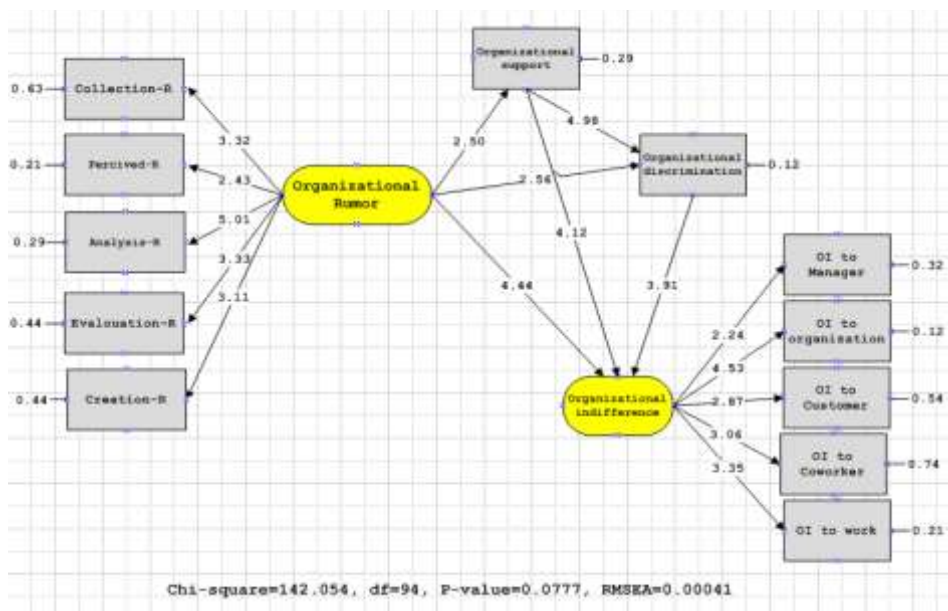 Organizational
support
0.29
0.63
Collection-R
3.32
4.98
2.50
0.21
Percived-R
2.43
Organizational
Rumor
2.56
Organizational
discrimination
0.12
5.01
0.29
Analysis-R
3.33
4.12
3.11
4.44
3.91
OI to
Manager
0.32
0.44
Evalouation-R
2.24
OI to
organisation
0.12
4.53
0.44
Creation-R
Organizational
indifference
2.87
OI to
Customer
0.54
3.06
OI to
Coworker
0.74
3.35
OI to work
0.21
Chi-square=142.054, df=94, P-value=0.0777, RMSEA=0.00041